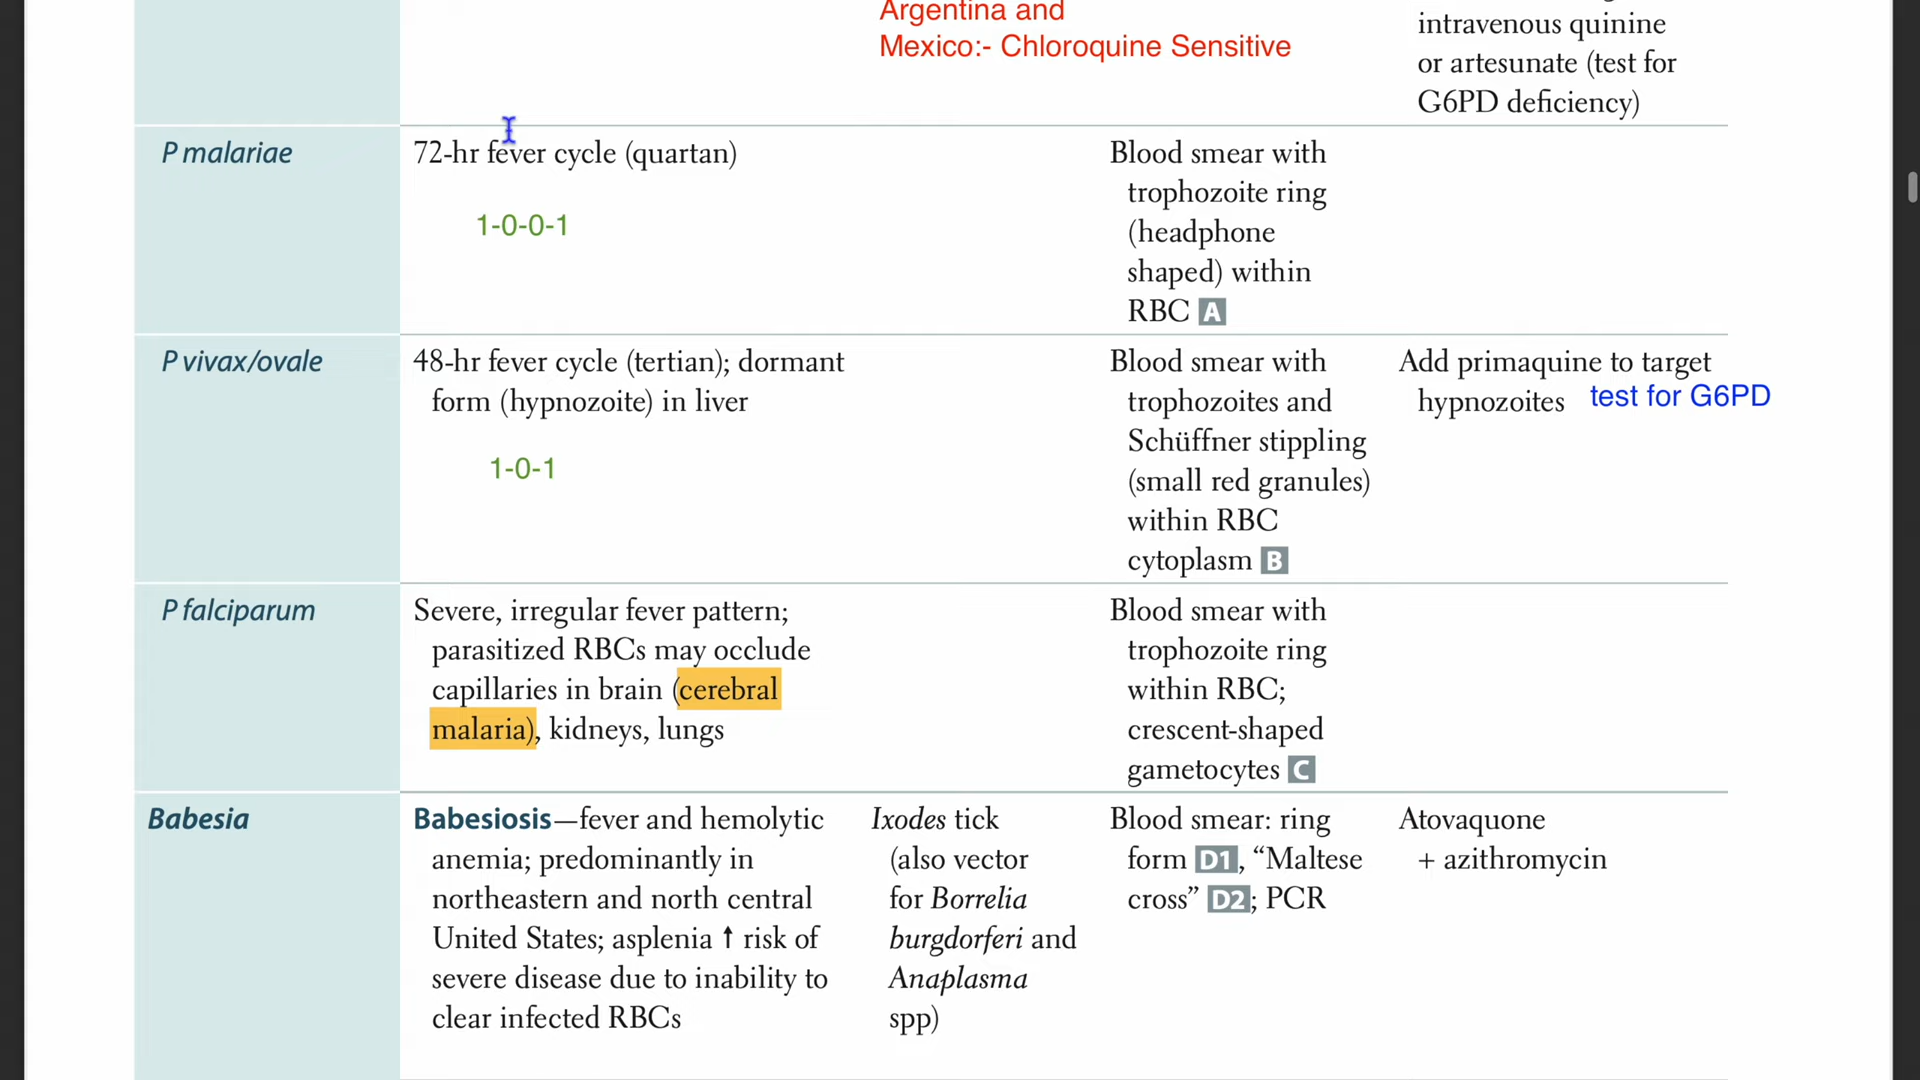 Argentina and
Mexico:- Chloroquine Sensitive
intravenous quinine
or artesunate (test for
G6PD deficiency)
P malariae
72-hr fever cycle (quartan)
1-0-0-1
Blood smear with
trophozoite ring
(headphone
shaped) within
RBC A
P vivax/ovale
48-hr fever cycle (tertian); dormant
form (hypnozoite) in liver
1-0-1
Blood smear with
trophozoites and
Schüffner stippling
(small red granules)
within RBC
cytoplasm B
Add primaquine to target
hypnozoites
test for G6PD
P falciparum
Severe, irregular fever pattern;
parasitized RBCs may occlude
capillaries in brain (cerebral
malaria), kidneys, lungs
Blood smear with
trophozoite ring
within RBC;
crescent-shaped
gametocytes C
Babesia
Babesiosis—fever and hemolytic
anemia; predominantly in
northeastern and north central
United States; asplenia ↑ risk of
severe disease due to inability to
clear infected RBCs
Ixodes tick
(also vector
for Borrelia
burgdorferi and
Anaplasma
spp)
Blood smear: ring
form D1, “Maltese
cross” D2; PCR
Atovaquone
+ azithromycin